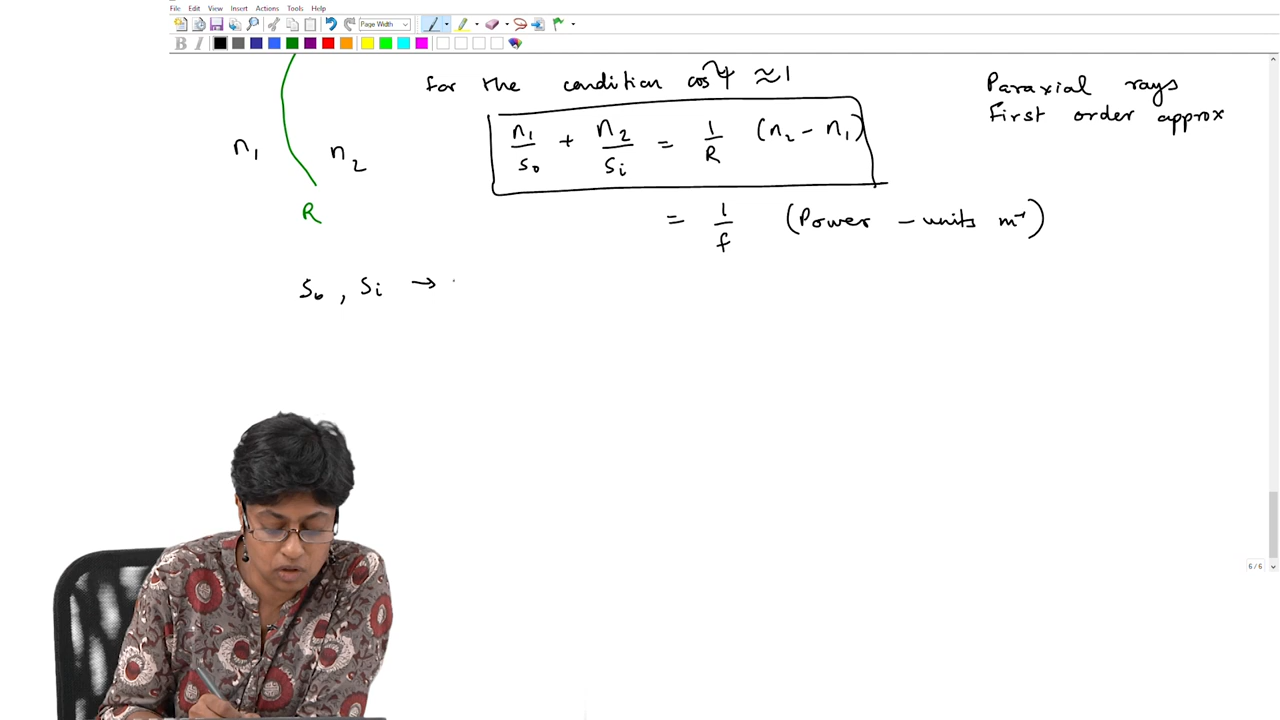 File Edit View Insert Actions Tools Help
Page Width
B I
for the condition cos φ ≈ 1
Paraxial rays
First order approx
n₁ n₂
n₁/s₀ + n₂/sᵢ = 1/R (n₂ - n₁)
R
= 1/f (Power - units m⁻¹)
s₀, sᵢ →
6 / 6